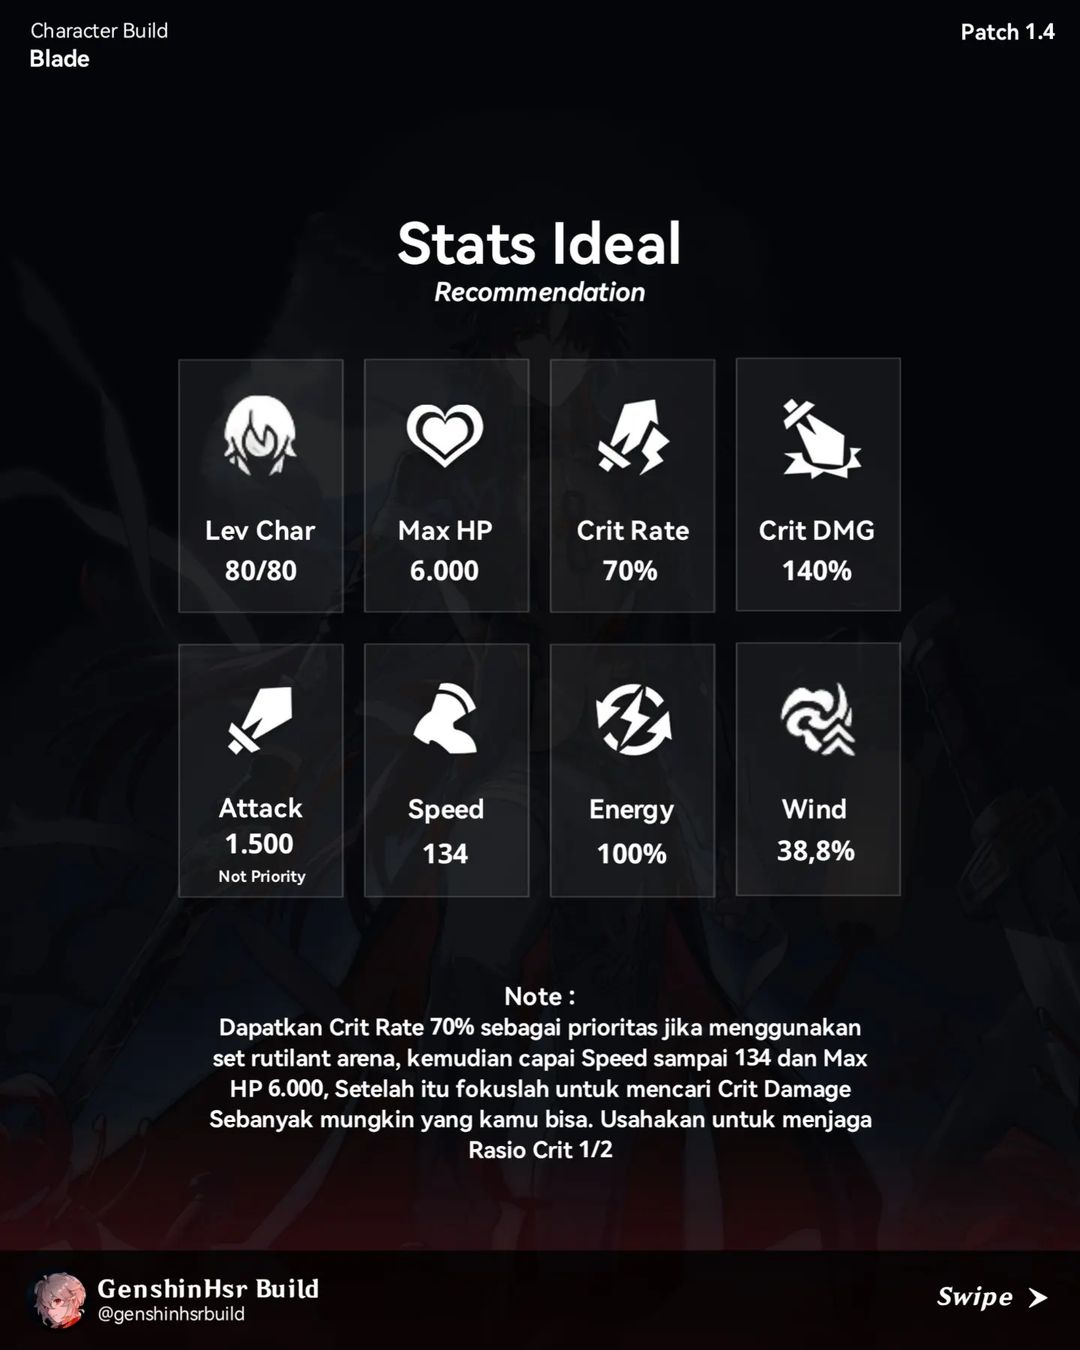 Character Build
Blade
Patch 1.4
Stats Ideal
Recommendation
Lev Char
80/80
Max HP
6.000
Crit Rate
70%
Crit DMG
140%
Attack
1.500
Not Priority
Speed
134
Energy
100%
Wind
38,8%
Note :
Dapatkan Crit Rate 70% sebagai prioritas jika menggunakan
set rutilant arena, kemudian capai Speed sampai 134 dan Max
HP 6.000, Setelah itu fokuslah untuk mencari Crit Damage
Sebanyak mungkin yang kamu bisa. Usahakan untuk menjaga
Rasio Crit 1/2
GenshinHsr Build
@genshinhsrbuild
Swipe